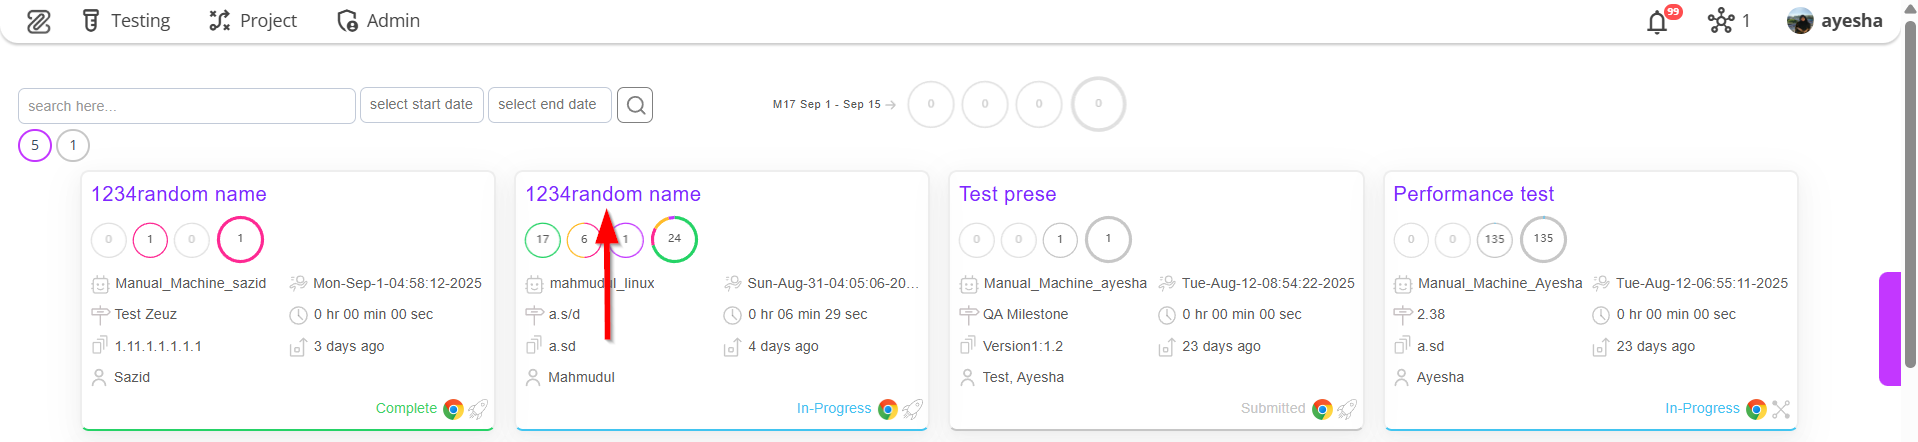 Testing Project Admin 99 1 ayesha
search here... select start date select end date M17 Sep 1 - Sep 15 0 0 0 0
5 1
1234random name
0 1 0 1
Manual_Machine_sazid Mon-Sep-1-04:58:12-2025
Test Zeuz 0 hr 00 min 00 sec
1.11.1.1.1.1.1 3 days ago
Sazid
Complete
1234random name
17 6 1 24
mahmudul_linux Sun-Aug-31-04:05:06-20...
a.s/d 0 hr 06 min 29 sec
a.sd 4 days ago
Mahmudul
In-Progress
Test prese
0 0 1 1
Manual_Machine_ayesha Tue-Aug-12-08:54:22-2025
QA Milestone 0 hr 00 min 00 sec
Version1:1.2 23 days ago
Test, Ayesha
Submitted
Performance test
0 0 135 135
Manual_Machine_Ayesha Tue-Aug-12-06:55:11-2025
2.38 0 hr 00 min 00 sec
a.sd 23 days ago
Ayesha
In-Progress